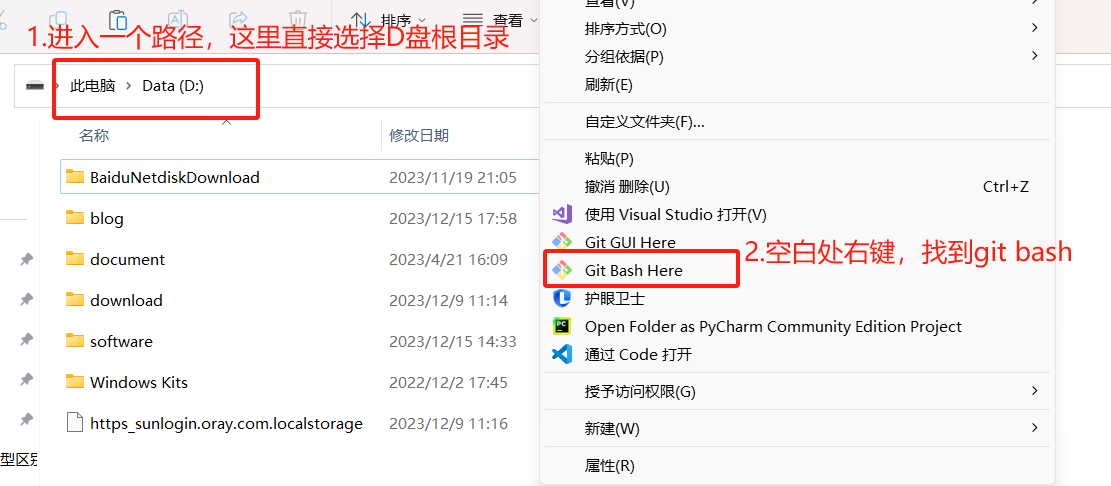 排序
查看
1.进入一个路径，这里直接选择D盘根目录
此电脑 > Data (D:)
名称
修改日期
BaiduNetdiskDownload 2023/11/19 21:05
blog 2023/12/15 17:58
document 2023/4/21 16:09
download 2023/12/9 11:14
software 2023/12/15 14:33
Windows Kits 2022/12/2 17:45
https_sunlogin.oray.com.localstorage 2023/12/9 11:16
型区别
查看(V)
排序方式(O)
分组依据(P)
刷新(E)
自定义文件夹(F)...
粘贴(P)
撤消 删除(U) Ctrl+Z
使用 Visual Studio 打开(V)
Git GUI Here
Git Bash Here
2.空白处右键，找到git bash
护眼卫士
Open Folder as PyCharm Community Edition Project
通过 Code 打开
授予访问权限(G)
新建(W)
属性(R)